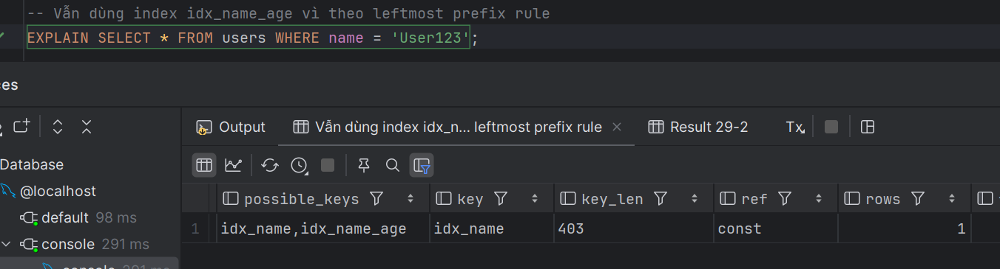 -- Vẫn dùng index idx_name_age vì theo leftmost prefix rule
EXPLAIN SELECT * FROM users WHERE name = 'User123';
ces
Output
Vẫn dùng index idx_n... leftmost prefix rule
Result 29-2
Tx
Database
@localhost
default 98 ms
console 291 ms
possible_keys key key_len ref rows
1 idx_name,idx_name_age idx_name 403 const 1